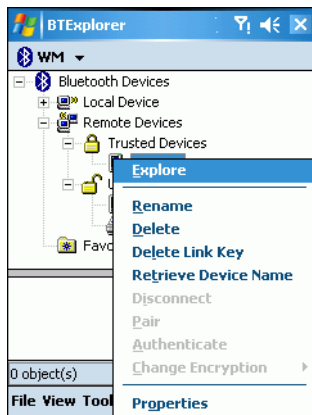 BTExplorer
WM
Bluetooth Devices
Local Device
Remote Devices
Trusted Devices
Explore
Rename
Delete
Delete Link Key
Retrieve Device Name
Disconnect
Pair
Authenticate
Change Encryption
Properties
U
Favo
0 object(s)
File View Tool